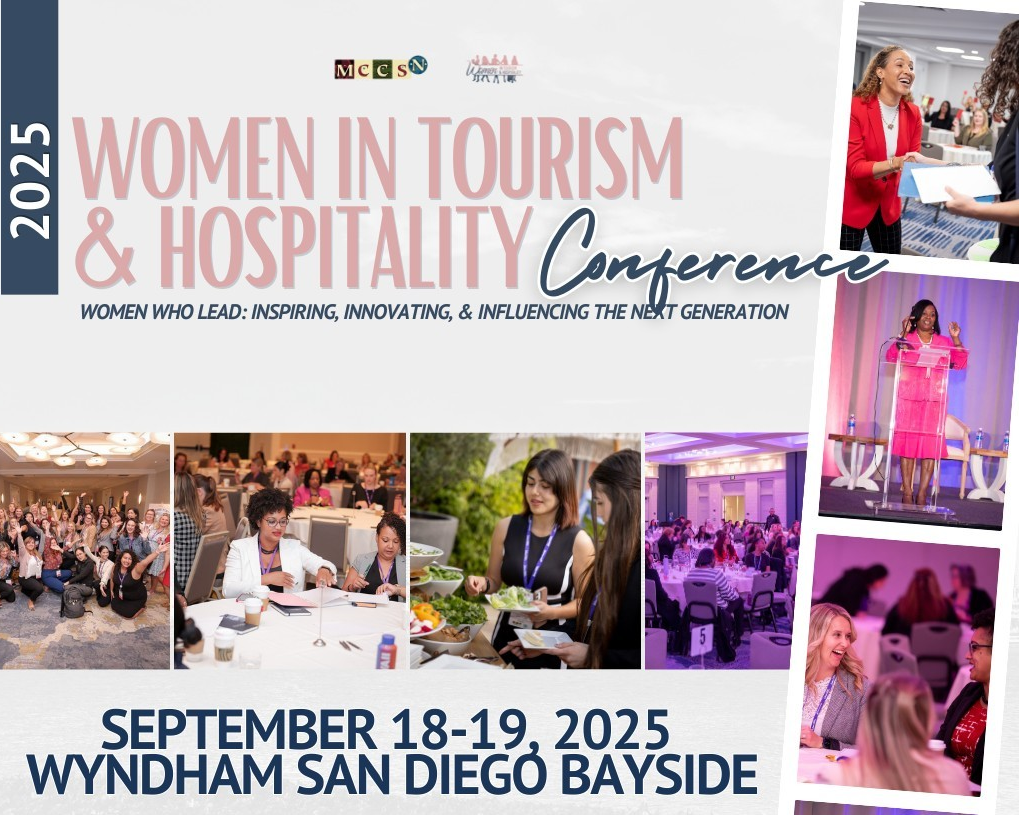 MCCSN
Women
2025
WOMEN IN TOURISM
& HOSPITALITY Conference
WOMEN WHO LEAD: INSPIRING, INNOVATING, & INFLUENCING THE NEXT GENERATION
5
SEPTEMBER 18-19, 2025
WYNDHAM SAN DIEGO BAYSIDE